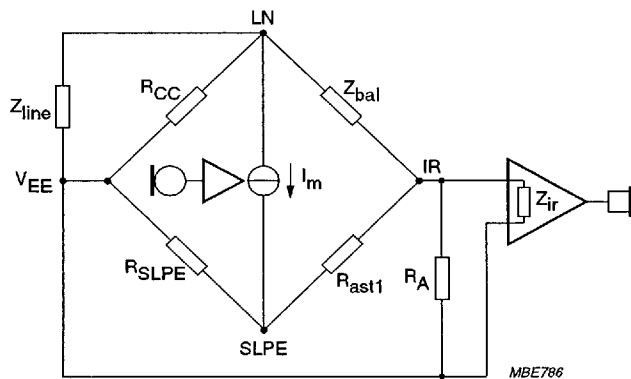 LN
R_CC
Z_bal
Z_line
V_EE
I_m
IR
Z_ir
R_SLPE
R_ast1
R_A
SLPE
MBE786